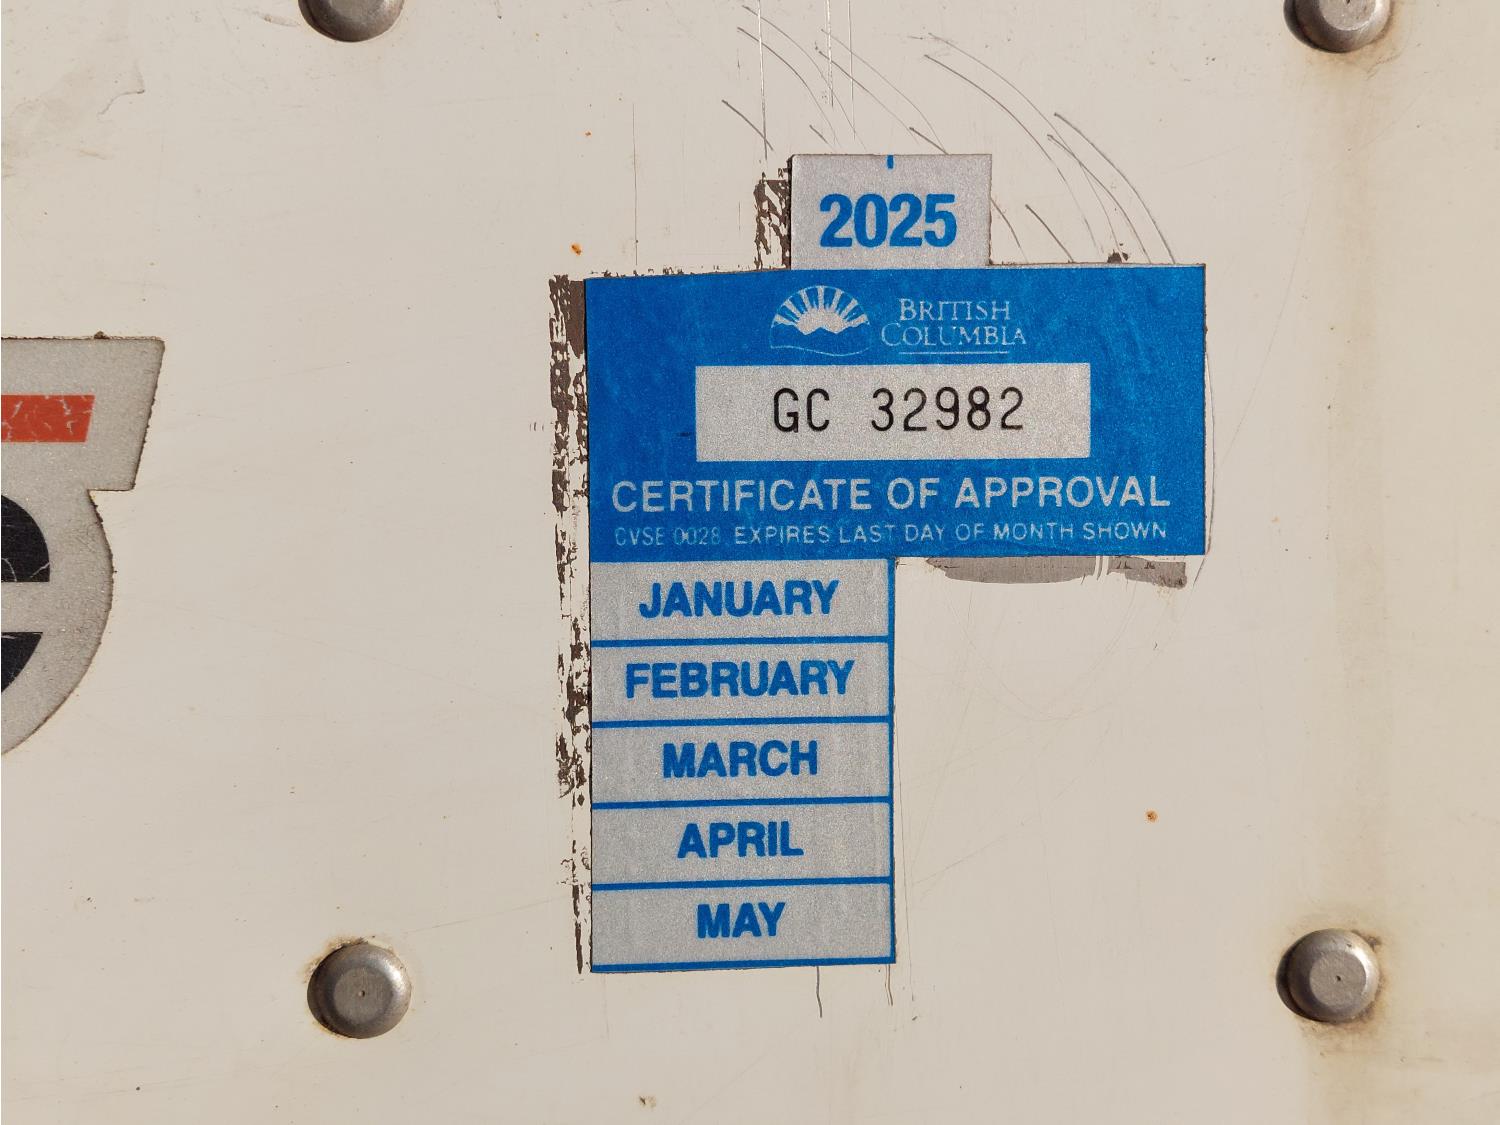 2025
BRITISH
COLUMBIA
GC 32982
CERTIFICATE OF APPROVAL
CVSE 0028 EXPIRES LAST DAY OF MONTH SHOWN
JANUARY
FEBRUARY
MARCH
APRIL
MAY